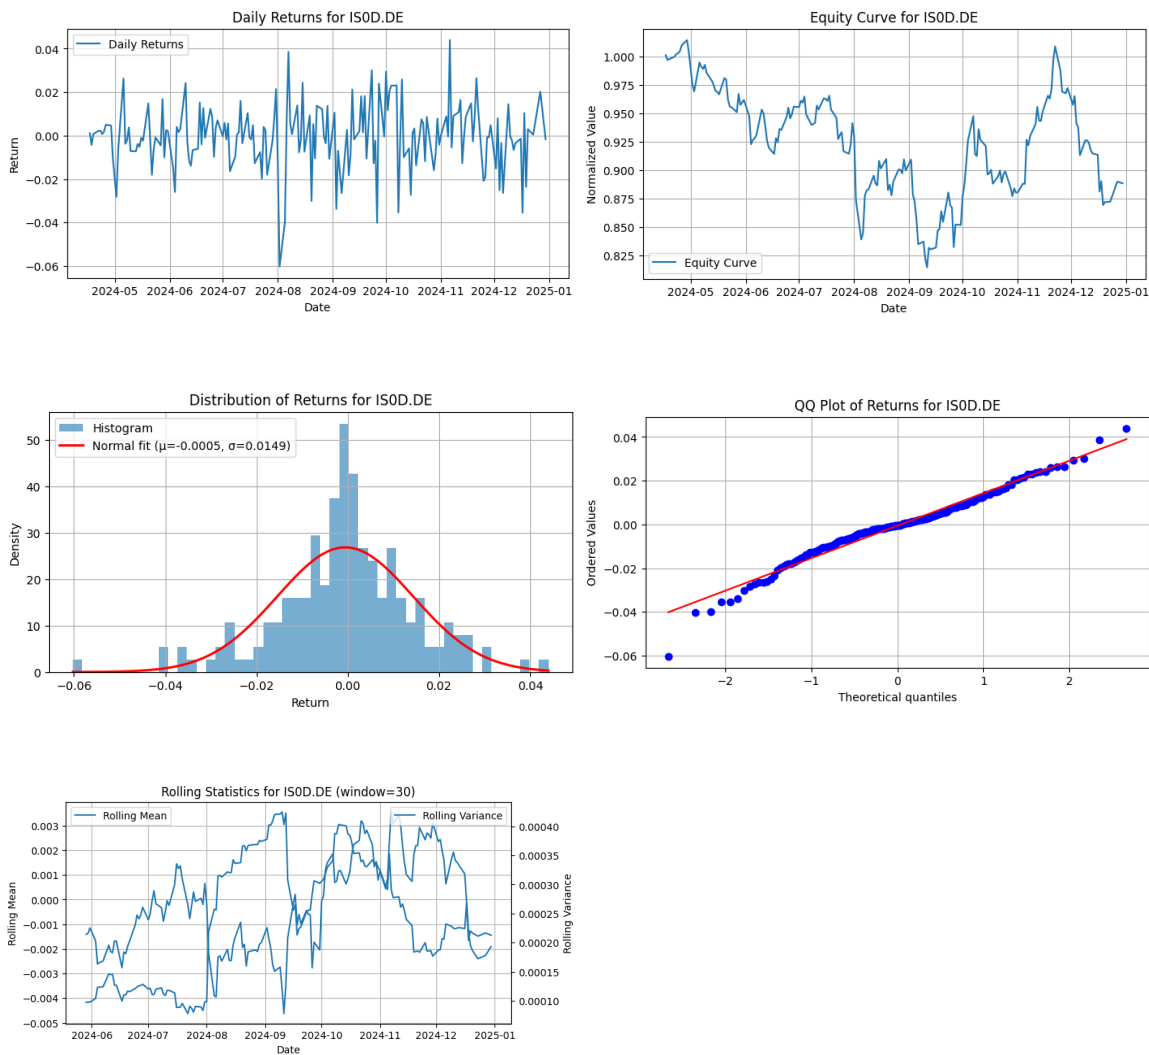 Daily Returns for IS0D.DE
Daily Returns
0.04
0.02
0.00
−0.02
−0.04
−0.06
Return
2024-05 2024-06 2024-07 2024-08 2024-09 2024-10 2024-11 2024-12 2025-01
Date
Equity Curve for IS0D.DE
1.000
0.975
0.950
0.925
0.900
0.875
0.850
0.825
Normalized Value
Equity Curve
2024-05 2024-06 2024-07 2024-08 2024-09 2024-10 2024-11 2024-12 2025-01
Date
Distribution of Returns for IS0D.DE
Histogram
Normal fit (μ=-0.0005, σ=0.0149)
50
40
30
20
10
0
Density
−0.06 −0.04 −0.02 0.00 0.02 0.04
Return
QQ Plot of Returns for IS0D.DE
0.04
0.02
0.00
−0.02
−0.04
−0.06
Ordered Values
−2 −1 0 1 2
Theoretical quantiles
Rolling Statistics for IS0D.DE (window=30)
Rolling Mean
Rolling Variance
0.003
0.002
0.001
0.000
−0.001
−0.002
−0.003
−0.004
−0.005
Rolling Mean
0.00040
0.00035
0.00030
0.00025
0.00020
0.00015
0.00010
Rolling Variance
2024-06 2024-07 2024-08 2024-09 2024-10 2024-11 2024-12 2025-01
Date